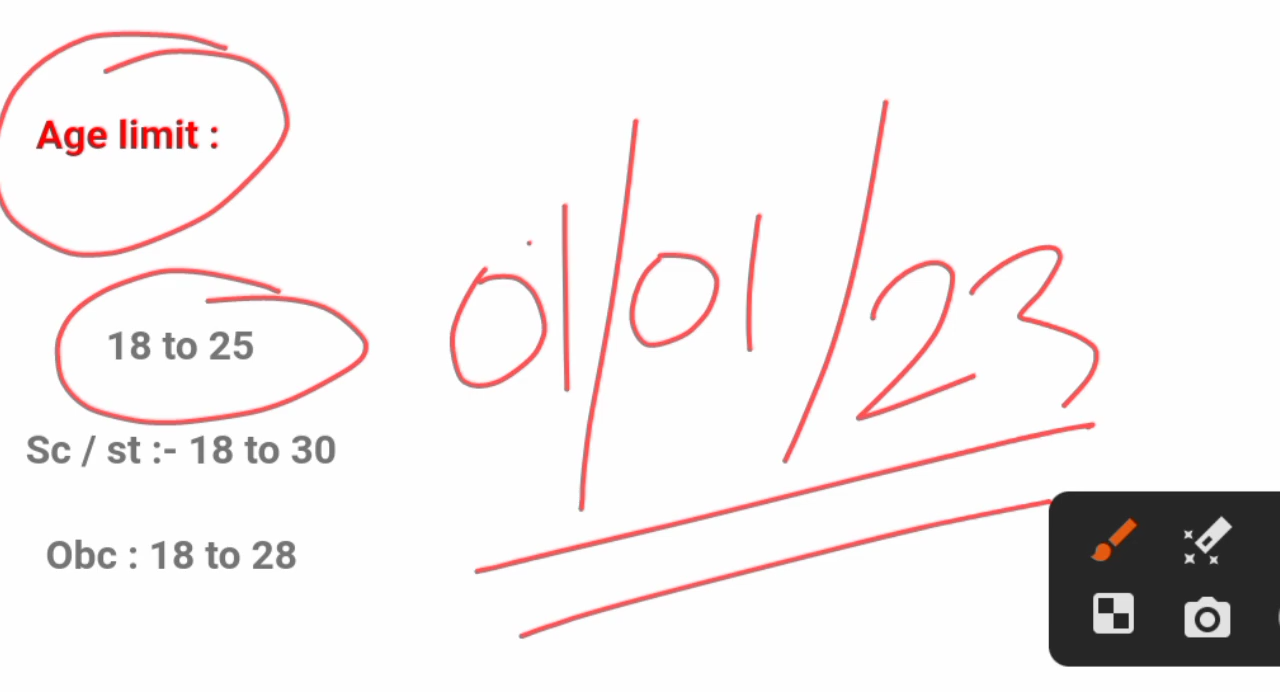 Age limit :
01/01/23
18 to 25
Sc / st :- 18 to 30
Obc : 18 to 28